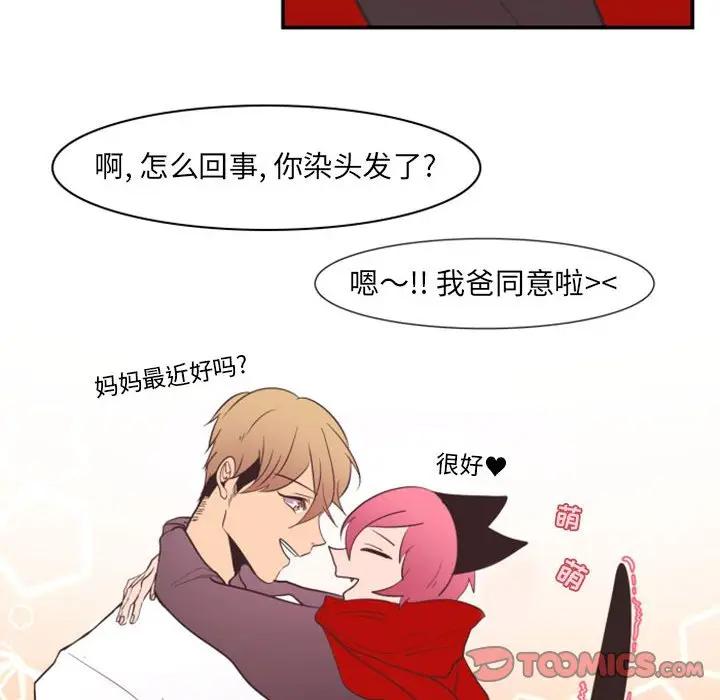 啊, 怎么回事, 你染头发了?
嗯～!! 我爸同意啦><
妈妈最近好吗?
很好♥
萌
萌
TOOMICS.COM